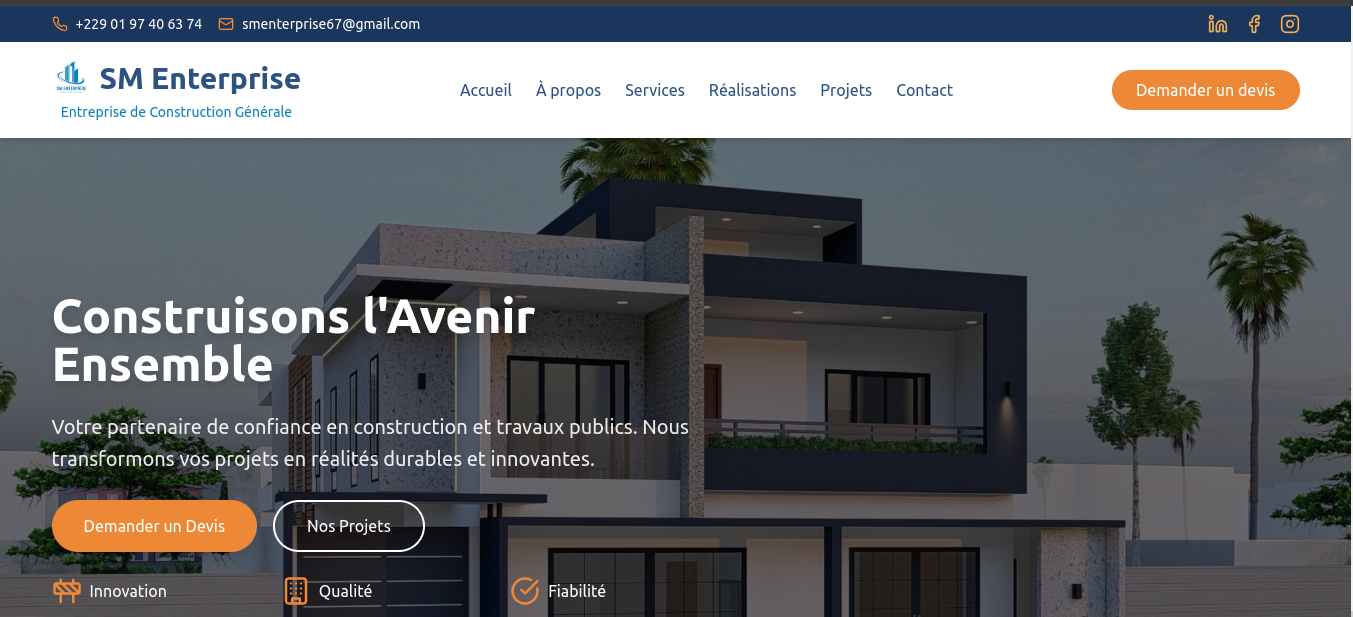 +229 01 97 40 63 74 smenterprise67@gmail.com
SM ENTERPRISE
SM Enterprise
Entreprise de Construction Générale
Accueil À propos Services Réalisations Projets Contact
Demander un devis
Construisons l'Avenir
Ensemble
Votre partenaire de confiance en construction et travaux publics. Nous
transformons vos projets en réalités durables et innovantes.
Demander un Devis Nos Projets
Innovation Qualité Fiabilité